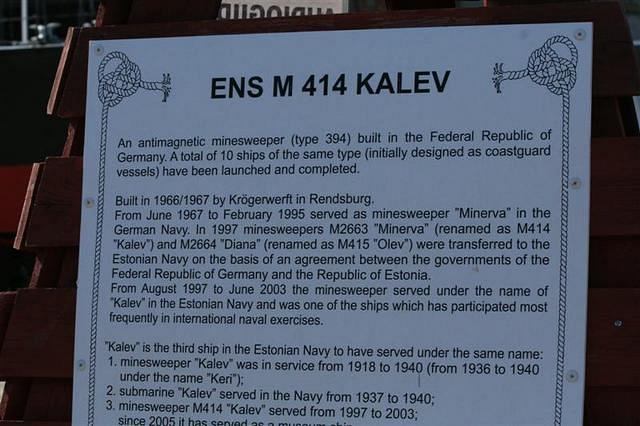 ENS M 414 KALEV
An antimagnetic minesweeper (type 394) built in the Federal Republic of
Germany. A total of 10 ships of the same type (initially designed as coastguard
vessels) have been launched and completed.
Built in 1966/1967 by Krögerwerft in Rendsburg.
From June 1967 to February 1995 served as minesweeper "Minerva" in the
German Navy. In 1997 minesweepers M2663 "Minerva" (renamed as M414
"Kalev") and M2664 "Diana" (renamed as M415 "Olev") were transferred to the
Estonian Navy on the basis of an agreement between the governments of the
Federal Republic of Germany and the Republic of Estonia.
From August 1997 to June 2003 the minesweeper served under the name of
"Kalev" in the Estonian Navy and was one of the ships which has participated most
frequently in international naval exercises.
"Kalev" is the third ship in the Estonian Navy to have served under the same name:
1. minesweeper "Kalev" was in service from 1918 to 1940 (from 1936 to 1940
under the name "Keri");
2. submarine "Kalev" served in the Navy from 1937 to 1940;
3. minesweeper M414 "Kalev" served from 1997 to 2003;
since 2005 it has served as a museum ship